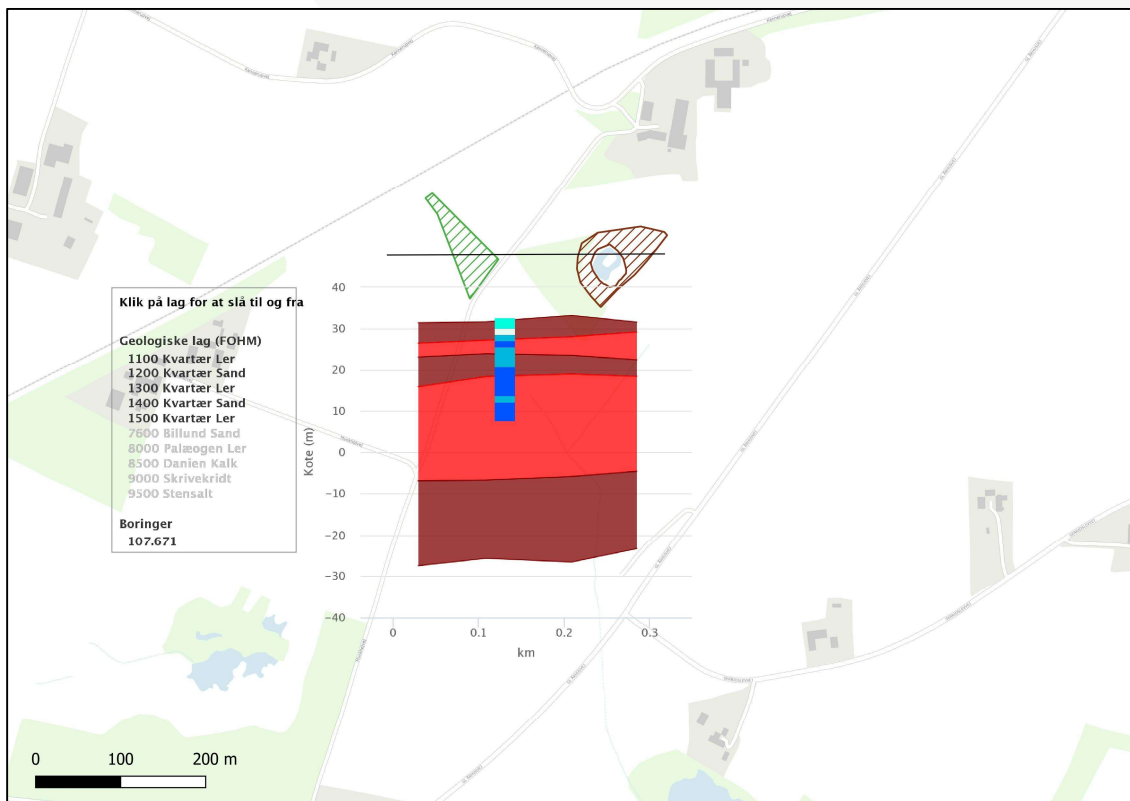 Klik på lag for at slå til og fra
Geologiske lag (FOHM)
1100 Kvartær Ler
1200 Kvartær Sand
1300 Kvartær Ler
1400 Kvartær Sand
1500 Kvartær Ler
7600 Billund Sand
8000 Palæogen Ler
8500 Danien Kalk
9000 Skrivekridt
9500 Stensalt
Boringer
107.671
Kote (m)
40
30
20
10
0
−10
−20
−30
−40
0
0.1
0.2
0.3
km
0
100
200 m